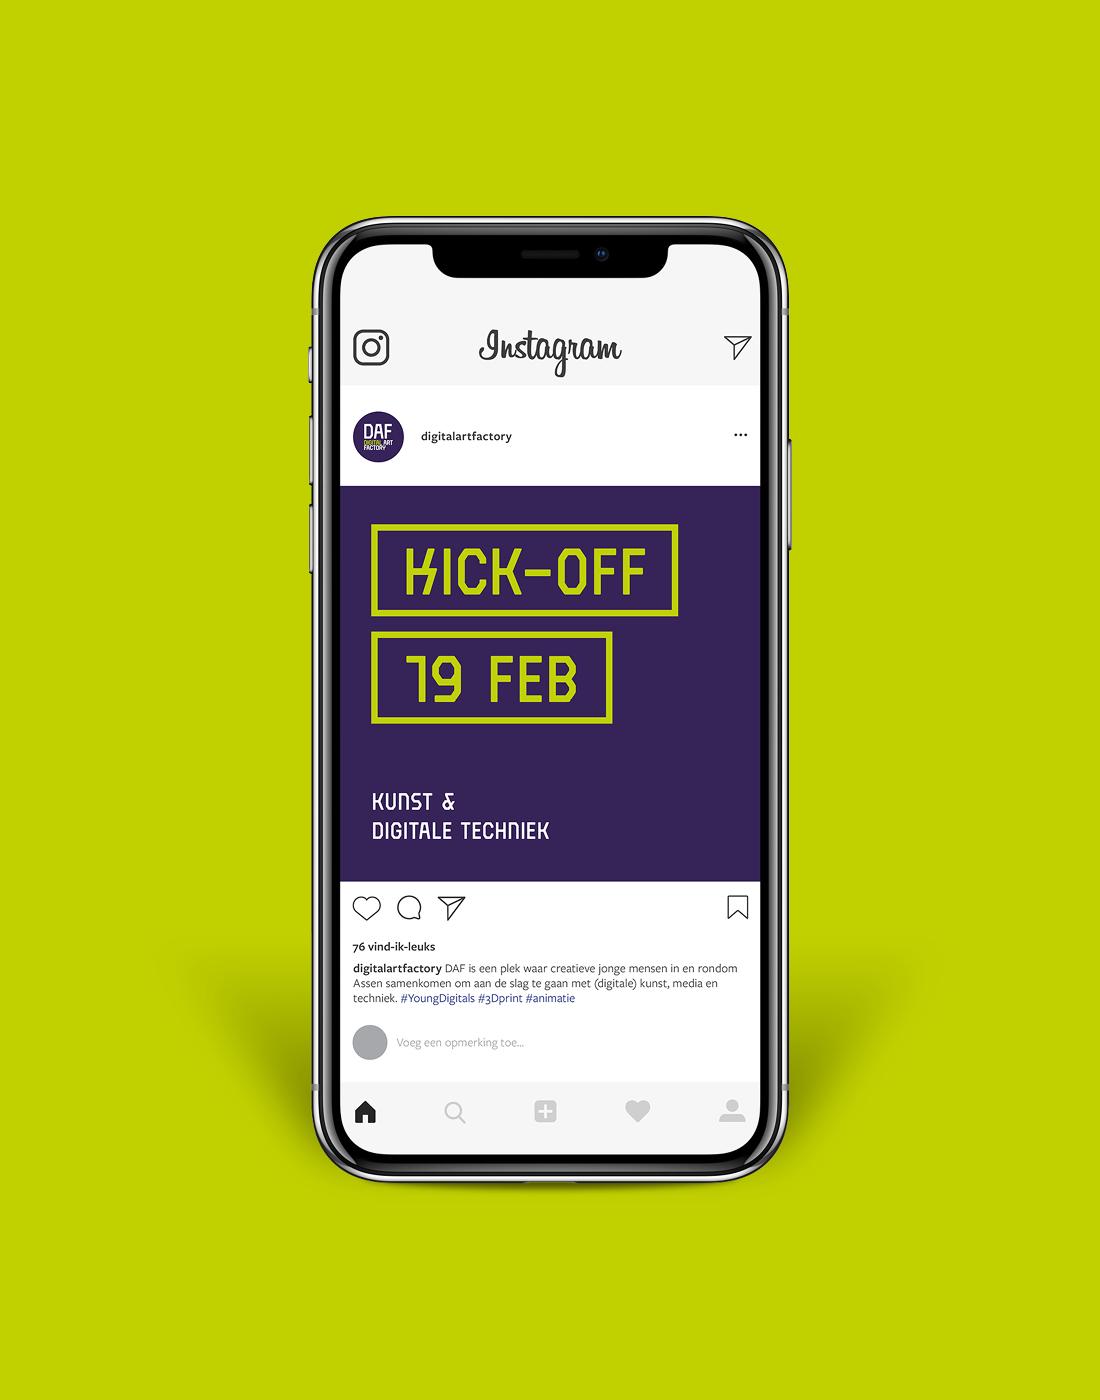 Instagram
DAF
DIGITAL ART
FACTORY
digitalartfactory
KICK-OFF
19 FEB
KUNST &
DIGITALE TECHNIEK
76 vind-ik-leuks
digitalartfactory DAF is een plek waar creatieve jonge mensen in en rondom
Assen samenkomen om aan de slag te gaan met (digitale) kunst, media en
techniek. #YoungDigitals #3Dprint #animatie
Voeg een opmerking toe...